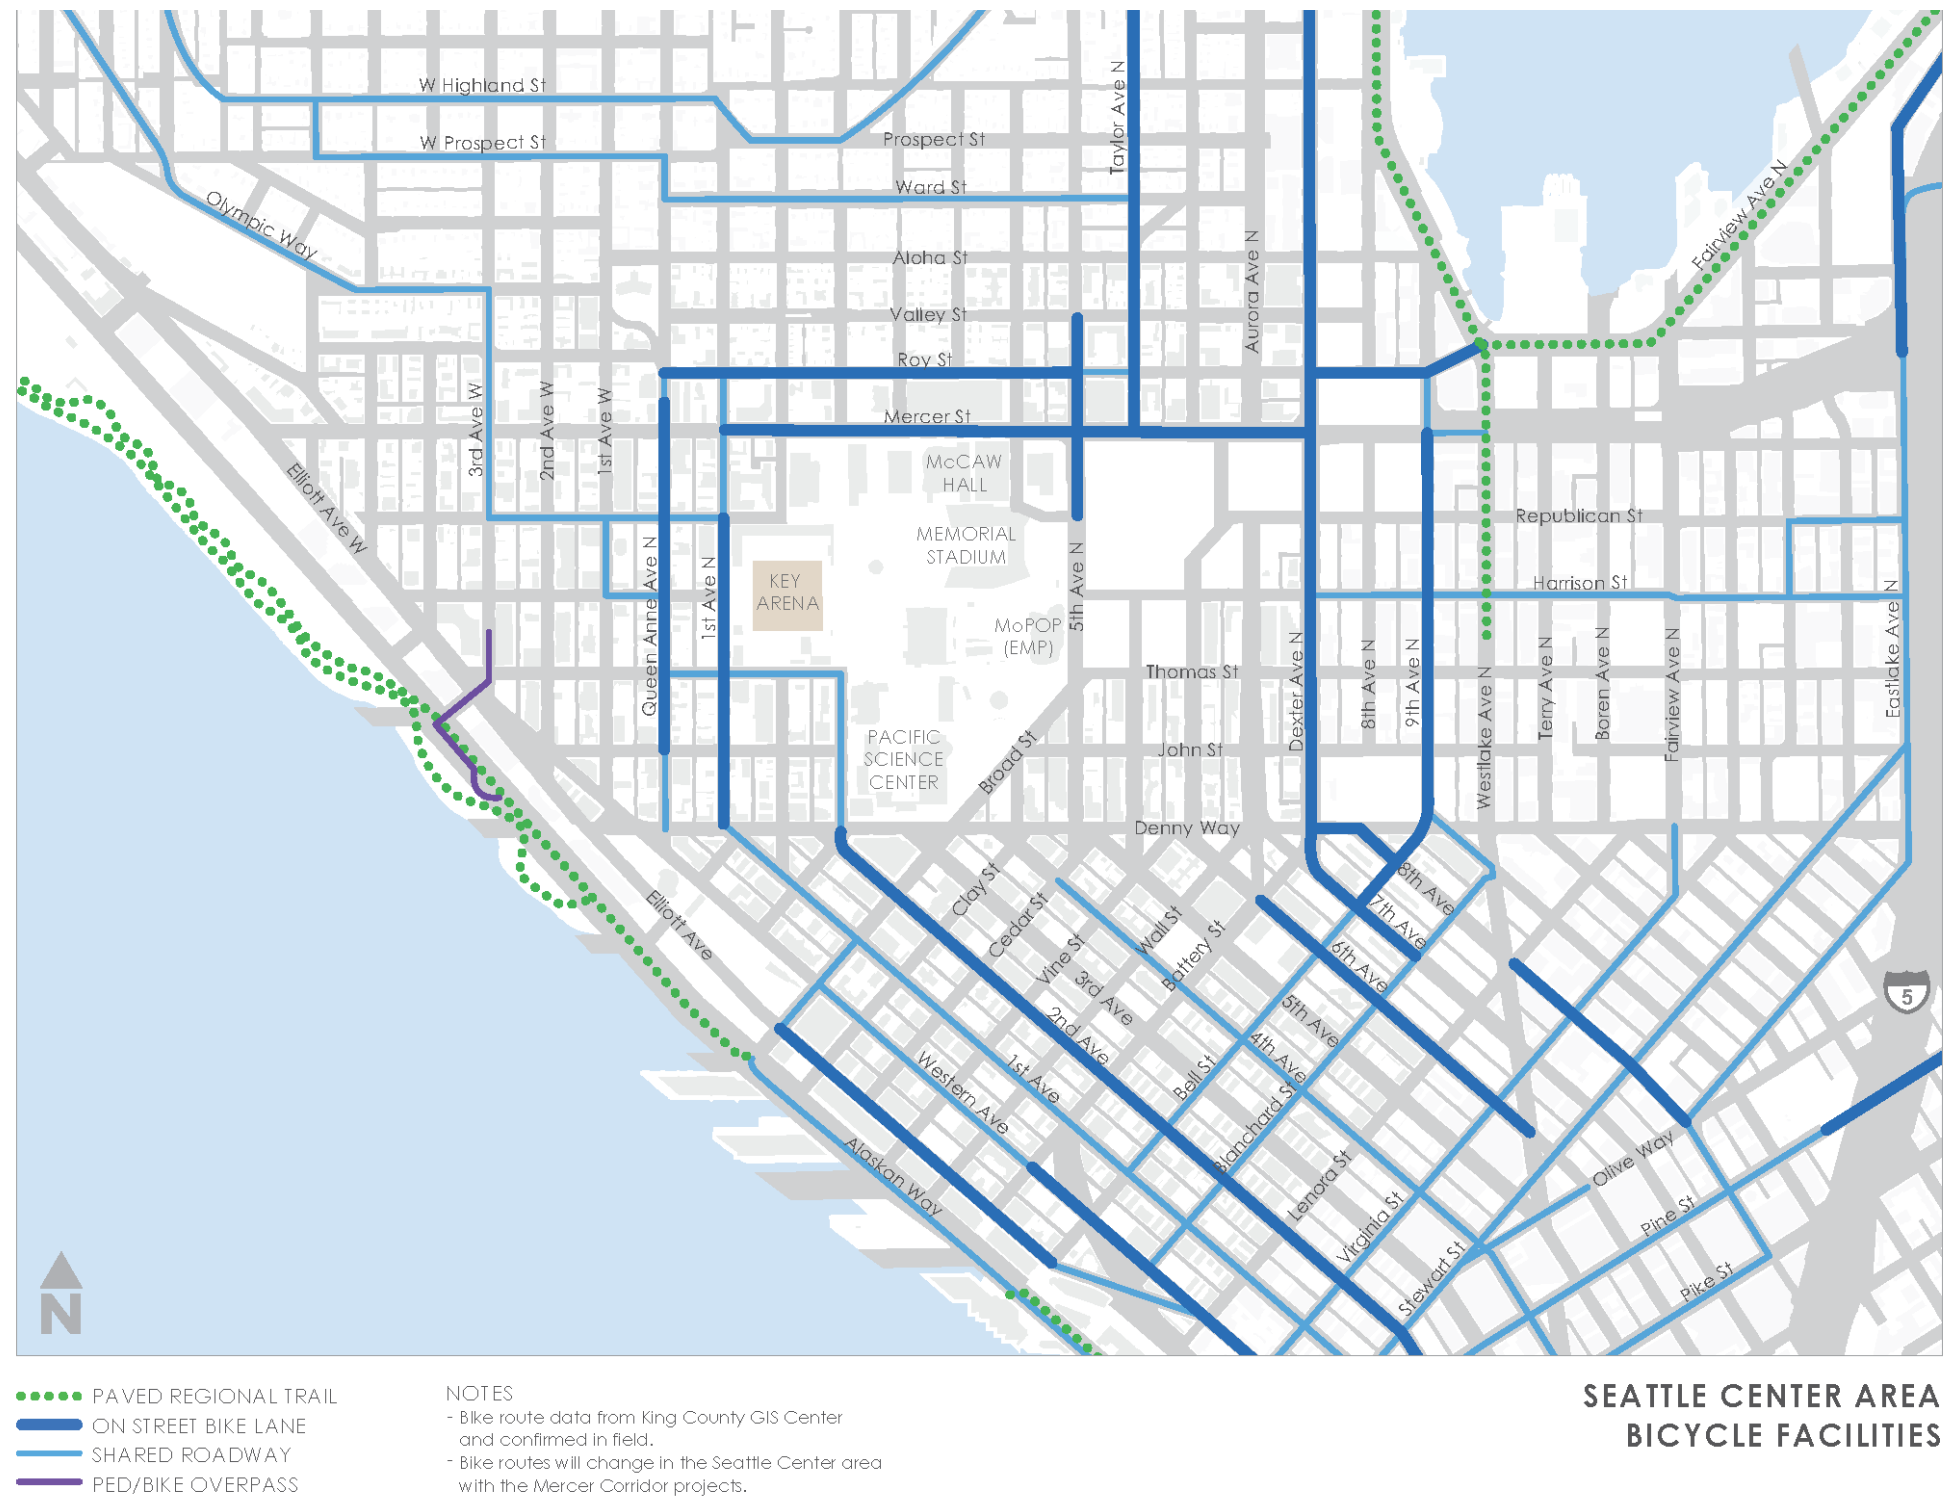 W Highland St
W Prospect St
Prospect St
Ward St
Taylor Ave N
Olympic Way
Aloha St
Aurora Ave N
Fairview Ave N
Valley St
Roy St
Mercer St
3rd Ave W
2nd Ave W
1st Ave W
Elliott Ave W
McCAW
HALL
MEMORIAL
STADIUM
Republican St
Queen Anne Ave N
1st Ave N
KEY
ARENA
5th Ave N
Harrison St
MoPOP
(EMP)
Thomas St
Dexter Ave N
8th Ave N
9th Ave N
Westlake Ave N
Terry Ave N
Boren Ave N
Fairview Ave N
Eastlake Ave N
PACIFIC
SCIENCE
CENTER
Broad St
John St
Denny Way
Elliott Ave
Clay St
Cedar St
Vine St
Wall St
Battery St
8th Ave
7th Ave
6th Ave
5th Ave
4th Ave
3rd Ave
2nd Ave
1st Ave
Western Ave
Alaskan Way
Bell St
Blanchard St
Lenora St
Virginia St
Stewart St
Olive Way
Pine St
Pike St
5
N
PAVED REGIONAL TRAIL
ON STREET BIKE LANE
SHARED ROADWAY
PED/BIKE OVERPASS
NOTES
- Bike route data from King County GIS Center
and confirmed in field.
- Bike routes will change in the Seattle Center area
with the Mercer Corridor projects.
SEATTLE CENTER AREA
BICYCLE FACILITIES